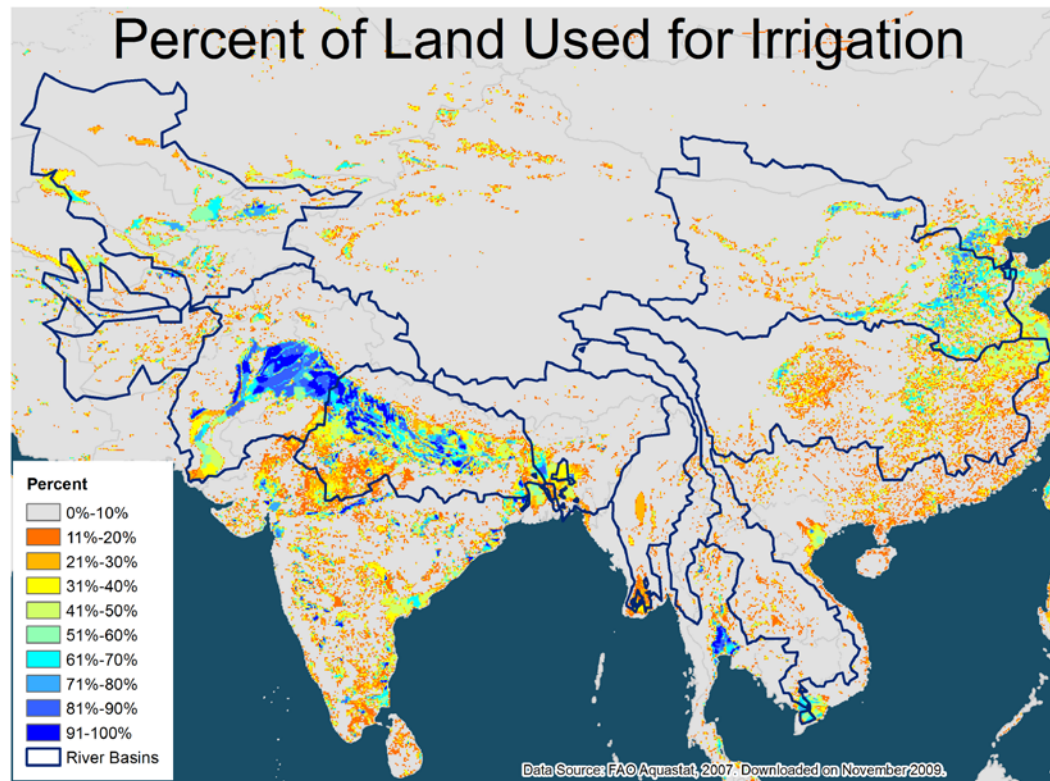 Percent of Land Used for Irrigation
Percent
0%-10%
11%-20%
21%-30%
31%-40%
41%-50%
51%-60%
61%-70%
71%-80%
81%-90%
91-100%
River Basins
Data Source: FAO Aquastat, 2007. Downloaded on November 2009.